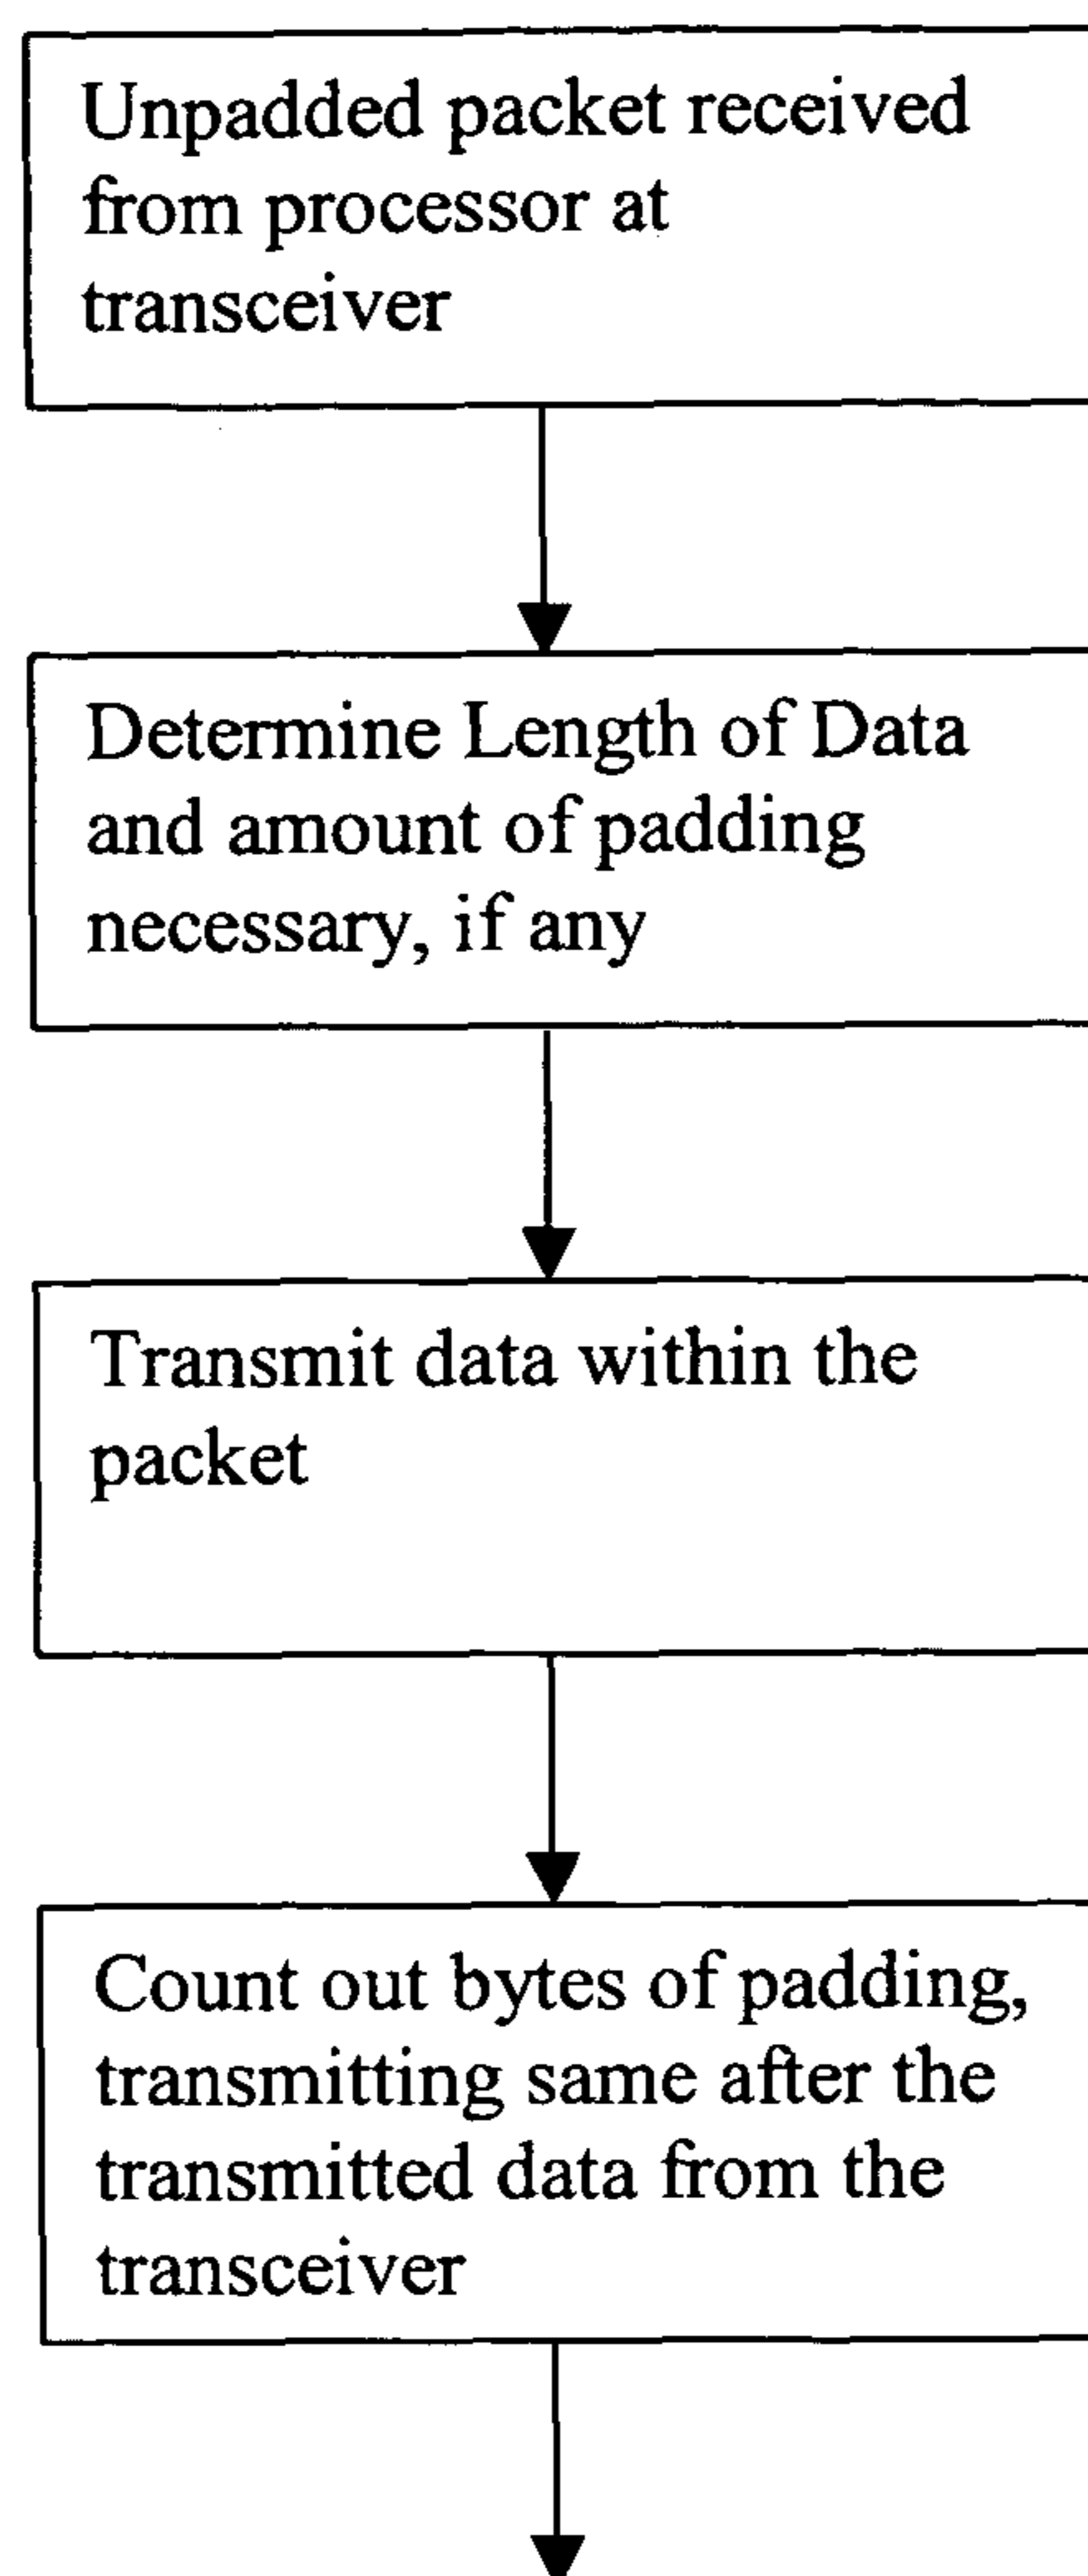 Unpadded packet received
from processor at
transceiver
Determine Length of Data
and amount of padding
necessary, if any
Transmit data within the
packet
Count out bytes of padding,
transmitting same after the
transmitted data from the
transceiver